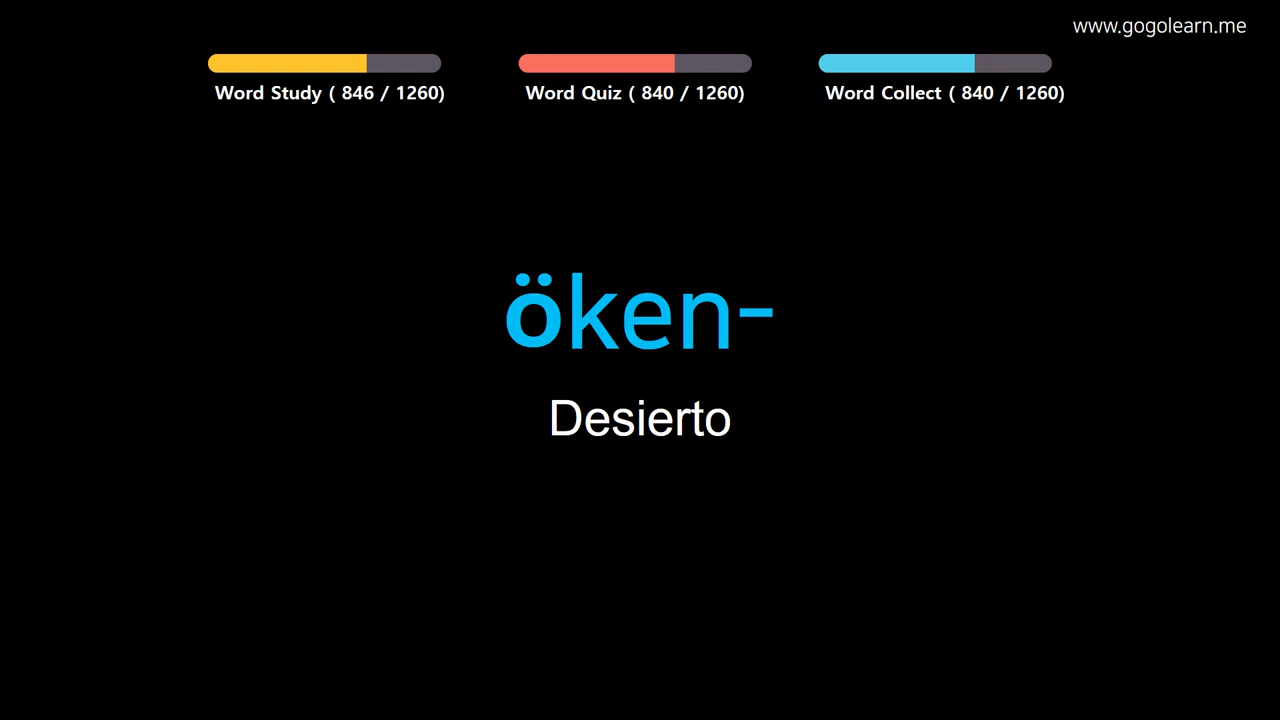 www.gogolearn.me
Word Study ( 846 / 1260)
Word Quiz ( 840 / 1260)
Word Collect ( 840 / 1260)
öken-
Desierto